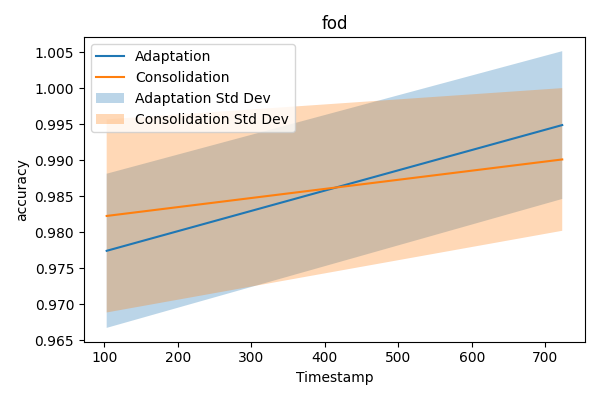 fod
Adaptation
Consolidation
Adaptation Std Dev
Consolidation Std Dev
1.005
1.000
0.995
0.990
0.985
0.980
0.975
0.970
0.965
accuracy
100 200 300 400 500 600 700
Timestamp